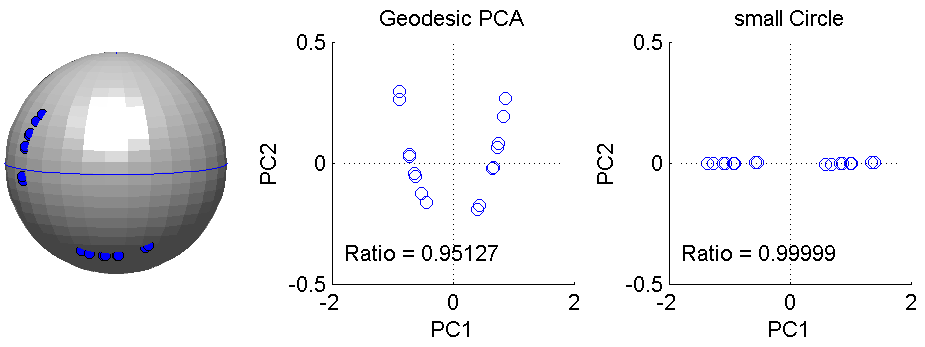 Geodesic PCA
0.5
0
-0.5
PC2
Ratio = 0.95127
-2
0
2
PC1
small Circle
0.5
0
-0.5
PC2
Ratio = 0.99999
-2
0
2
PC1